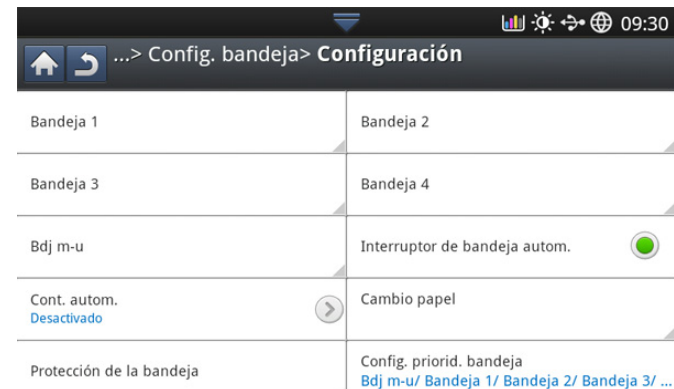 09:30
...> Config. bandeja> Configuración
Bandeja 1
Bandeja 2
Bandeja 3
Bandeja 4
Bdj m-u
Interruptor de bandeja autom.
Cont. autom.
Desactivado
Cambio papel
Protección de la bandeja
Config. priorid. bandeja
Bdj m-u/ Bandeja 1/ Bandeja 2/ Bandeja 3/ ...